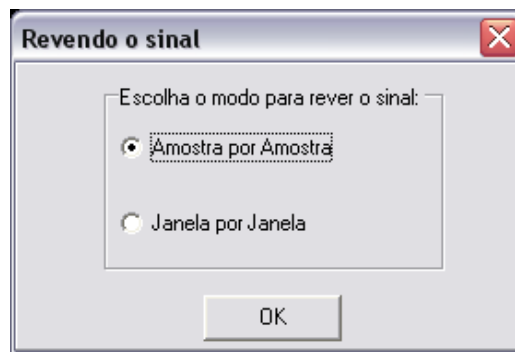 Revendo o sinal
Escolha o modo para rever o sinal:
Amostra por Amostra
Janela por Janela
OK